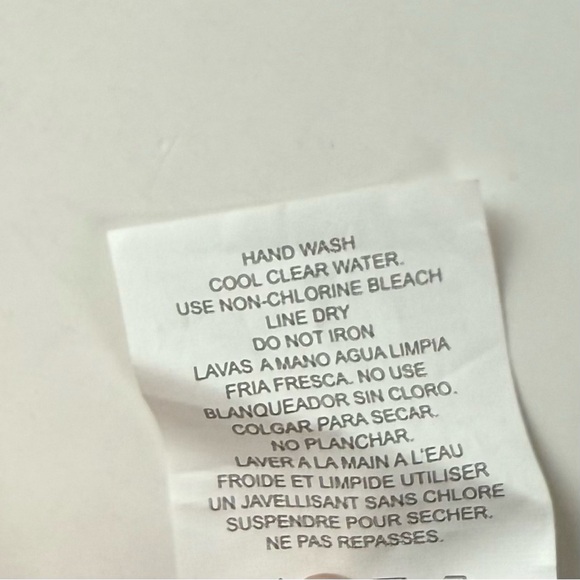 HAND WASH
COOL CLEAR WATER.
USE NON-CHLORINE BLEACH
LINE DRY
DO NOT IRON
LAVAS A MANO AGUA LIMPIA
FRIA FRESCA. NO USE
BLANQUEADOR SIN CLORO.
COLGAR PARA SECAR.
NO PLANCHAR.
LAVER A LA MAIN A L'EAU
FROIDE ET LIMPIDE UTILISER
UN JAVELLISANT SANS CHLORE
SUSPENDRE POUR SECHER.
NE PAS REPASSES.